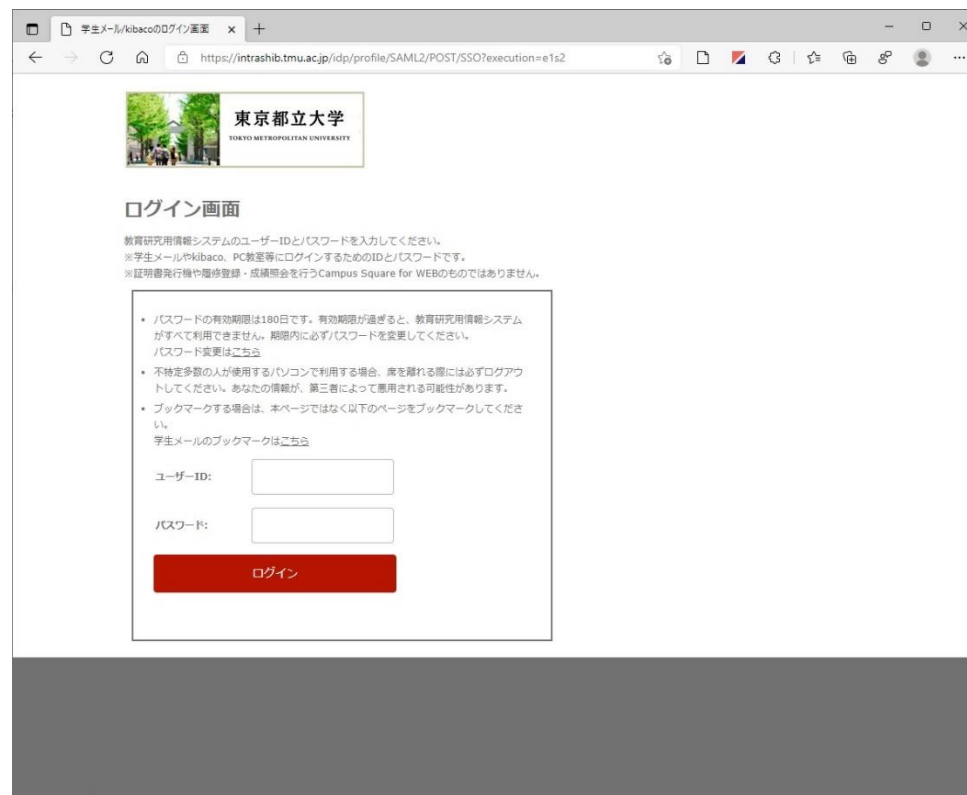 学生メール/kibacoのログイン画面
https://intrashib.tmu.ac.jp/idp/profile/SAML2/POST/SSO?execution=e1s2
東京都立大学
TOKYO METROPOLITAN UNIVERSITY
ログイン画面
教育研究用情報システムのユーザーIDとパスワードを入力してください。
※学生メールやkibaco、PC教室等にログインするためのIDとパスワードです。
※証明書発行機や履修登録・成績照会を行うCampus Square for WEBのものではありません。
• パスワードの有効期限は180日です。有効期限が過ぎると、教育研究用情報システム
がすべて利用できません。期限内に必ずパスワードを変更してください。
パスワード変更はこちら
• 不特定多数の人が使用するパソコンで利用する場合、席を離れる際には必ずログアウ
トしてください。あなたの情報が、第三者によって悪用される可能性があります。
• ブックマークする場合は、本ページではなく以下のページをブックマークしてくださ
い。
学生メールのブックマークはこちら
ユーザーID:
パスワード:
ログイン